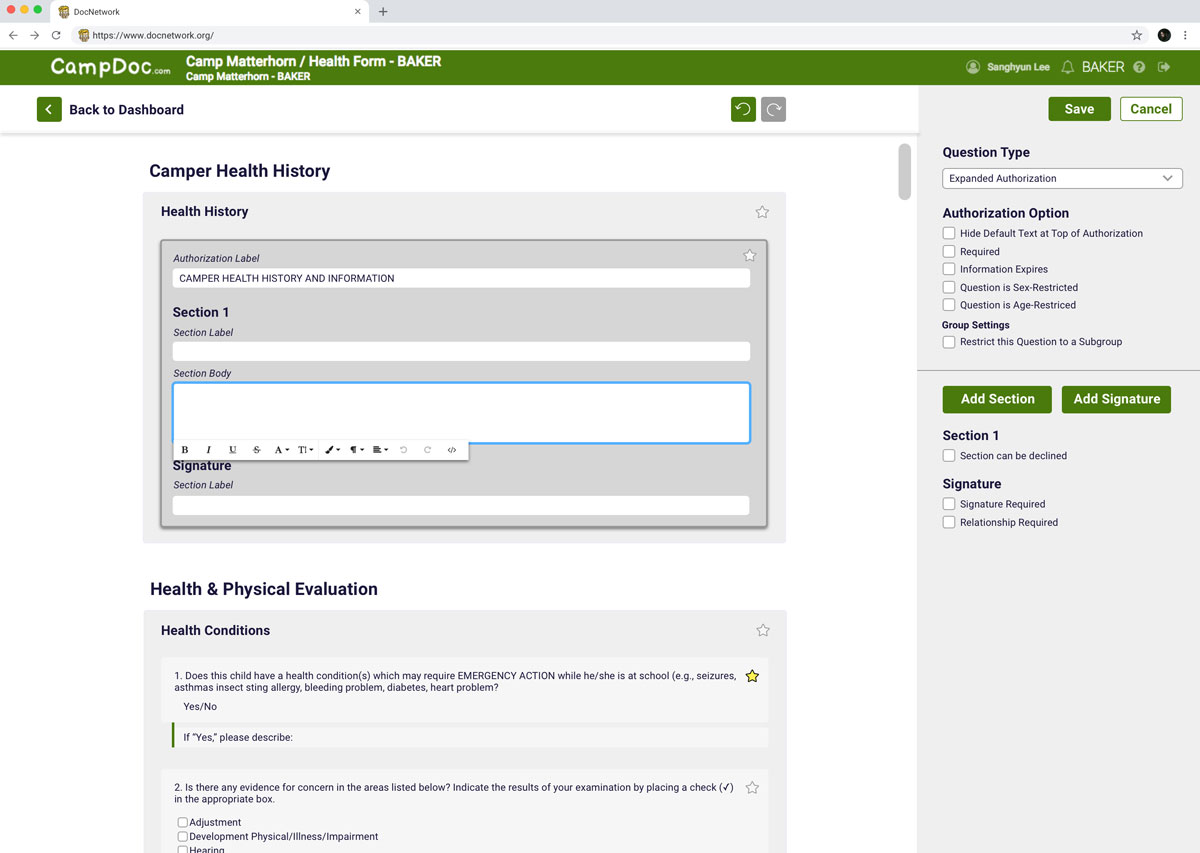 DocNetwork
https://www.docnetwork.org/
CampDoc.com
Camp Matterhorn / Health Form - BAKER
Camp Matterhorn - BAKER
Sanghyun Lee
BAKER
Back to Dashboard
Save
Cancel
Camper Health History
Health History
Authorization Label
CAMPER HEALTH HISTORY AND INFORMATION
Section 1
Section Label
Section Body
B I U S A T! ¶ </>
Signature
Section Label
Health & Physical Evaluation
Health Conditions
1. Does this child have a health condition(s) which may require EMERGENCY ACTION while he/she is at school (e.g., seizures,
asthmas insect sting allergy, bleeding problem, diabetes, heart problem?
Yes/No
If “Yes,” please describe:
2. Is there any evidence for concern in the areas listed below? Indicate the results of your examination by placing a check (✓)
in the appropriate box.
Adjustment
Development Physical/Illness/Impairment
Hearing
Question Type
Expanded Authorization
Authorization Option
Hide Default Text at Top of Authorization
Required
Information Expires
Question is Sex-Restricted
Question is Age-Restriced
Group Settings
Restrict this Question to a Subgroup
Add Section
Add Signature
Section 1
Section can be declined
Signature
Signature Required
Relationship Required